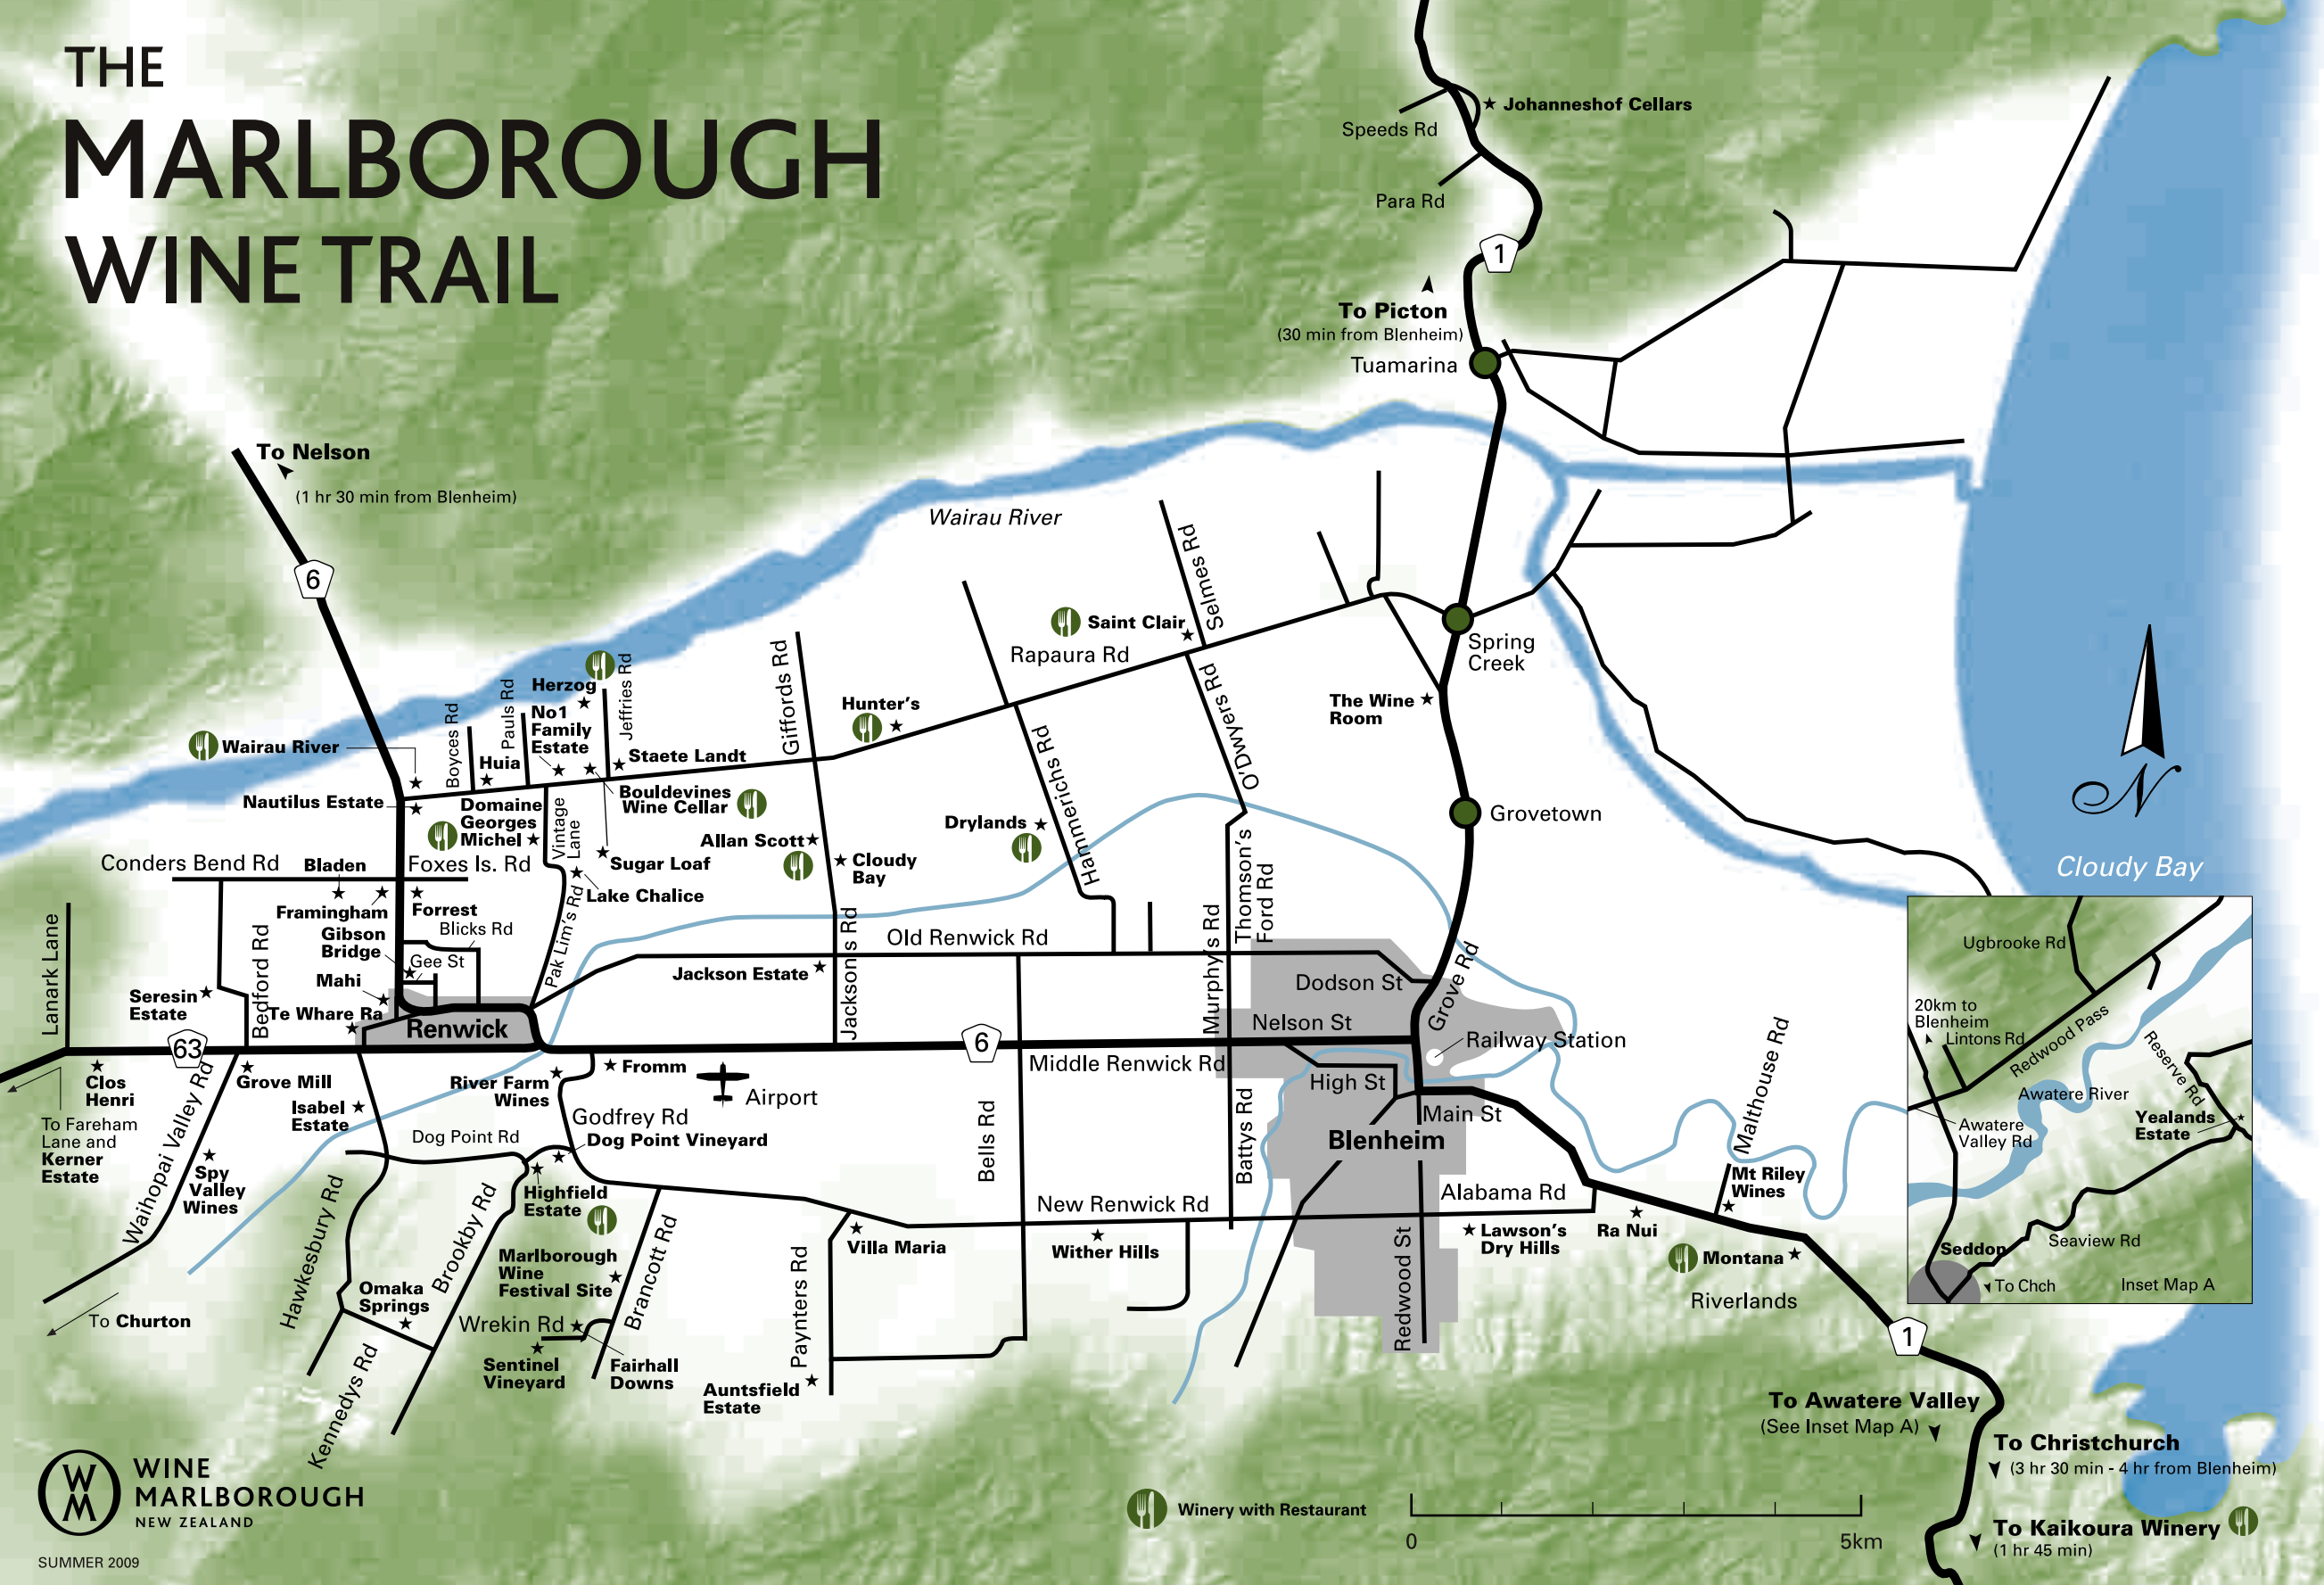 THE
MARLBOROUGH
WINE TRAIL
Johanneshof Cellars
Speeds Rd
Para Rd
1
To Picton
(30 min from Blenheim)
Tuamarina
To Nelson
(1 hr 30 min from Blenheim)
6
Wairau River
Selmes Rd
Saint Clair
Rapaura Rd
Spring
Creek
The Wine
Room
O'Dwyers Rd
Hunter's
Giffords Rd
Jeffries Rd
Herzog
Pauls Rd
No1
Family
Estate
Boyces Rd
Huia
Staete Landt
Wairau River
Nautilus Estate
Bouldevines
Wine Cellar
Domaine
Georges
Michel
Vintage
Lane
Allan Scott
Cloudy
Bay
Drylands
Hammerichs Rd
Grovetown
Cloudy Bay
N
Conders Bend Rd
Bladen
Foxes Is. Rd
Sugar Loaf
Lake Chalice
Framingham
Forrest
Gibson
Bridge
Blicks Rd
Gee St
Mahi
Pak Lim's Rd
Lanark Lane
Bedford Rd
Seresin
Estate
Te Whare Ra
Renwick
63
Jackson Estate
Jacksons Rd
Old Renwick Rd
Murphy's Rd
Thomson's
Ford Rd
Dodson St
Grove Rd
Nelson St
Railway Station
6
Middle Renwick Rd
High St
Main St
Blenheim
Malthouse Rd
Clos
Henri
Grove Mill
River Farm
Wines
Fromm
Airport
Isabel
Estate
Godfrey Rd
To Fareham
Lane and
Kerner
Estate
Waihopai Valley Rd
Dog Point Rd
Dog Point Vineyard
Spy
Valley
Wines
Highfield
Estate
Bells Rd
Battys Rd
New Renwick Rd
Alabama Rd
Mt Riley
Wines
Lawson's
Dry Hills
Ra Nui
Montana
Riverlands
Hawkesbury Rd
Brookby Rd
Marlborough
Wine
Festival Site
Brancott Rd
Villa Maria
Wither Hills
Paynters Rd
Redwood St
Omaka
Springs
To Churton
Wrekin Rd
Sentinel
Vineyard
Fairhall
Downs
Auntsfield
Estate
Kennedys Rd
Ugbrooke Rd
20km to
Blenheim
Lintons Rd
Redwood Pass
Reserve Rd
Awatere River
Awatere
Valley Rd
Yealands
Estate
Seddon
Seaview Rd
To Chch
Inset Map A
1
To Awatere Valley
(See Inset Map A)
To Christchurch
(3 hr 30 min - 4 hr from Blenheim)
To Kaikoura Winery
(1 hr 45 min)
WM
WINE
MARLBOROUGH
NEW ZEALAND
SUMMER 2009
Winery with Restaurant
0
5km